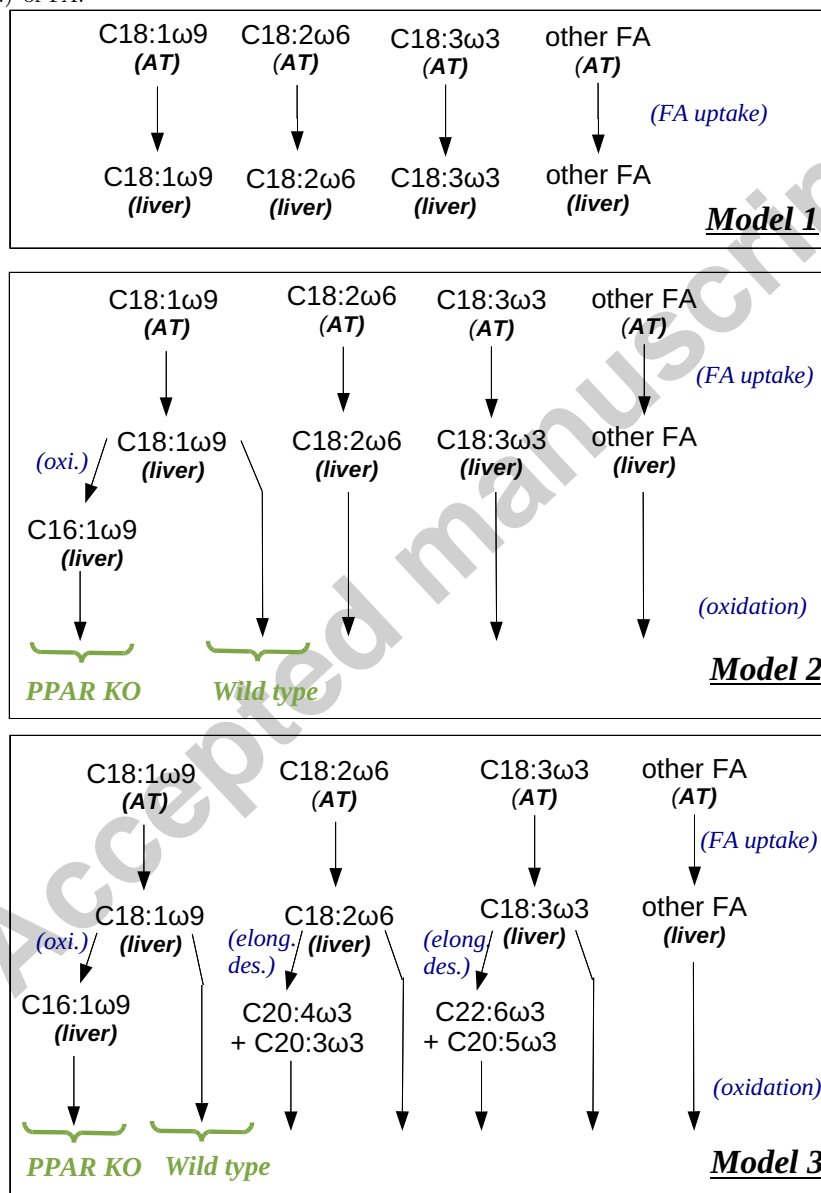 .) of FA.
C18:1ω9 C18:2ω6 C18:3ω3 other FA
(AT) (AT) (AT) (AT)
(FA uptake)
C18:1ω9 C18:2ω6 C18:3ω3 other FA
(liver) (liver) (liver) (liver)
Model 1
C18:1ω9 C18:2ω6 C18:3ω3 other FA
(AT) (AT) (AT) (AT)
(FA uptake)
C18:1ω9 C18:2ω6 C18:3ω3 other FA
(oxi.) (liver) (liver) (liver) (liver)
C16:1ω9
(liver)
(oxidation)
PPAR KO Wild type
Model 2
C18:1ω9 C18:2ω6 C18:3ω3 other FA
(AT) (AT) (AT) (AT)
(FA uptake)
C18:1ω9 C18:2ω6 C18:3ω3 other FA
(oxi.) (liver) (elong. (liver) (elong. (liver) (liver)
des.) des.)
C16:1ω9 C20:4ω3 C22:6ω3
(liver) + C20:3ω3 + C20:5ω3
(oxidation)
PPAR KO Wild type
Model 3
Accepted manuscrip